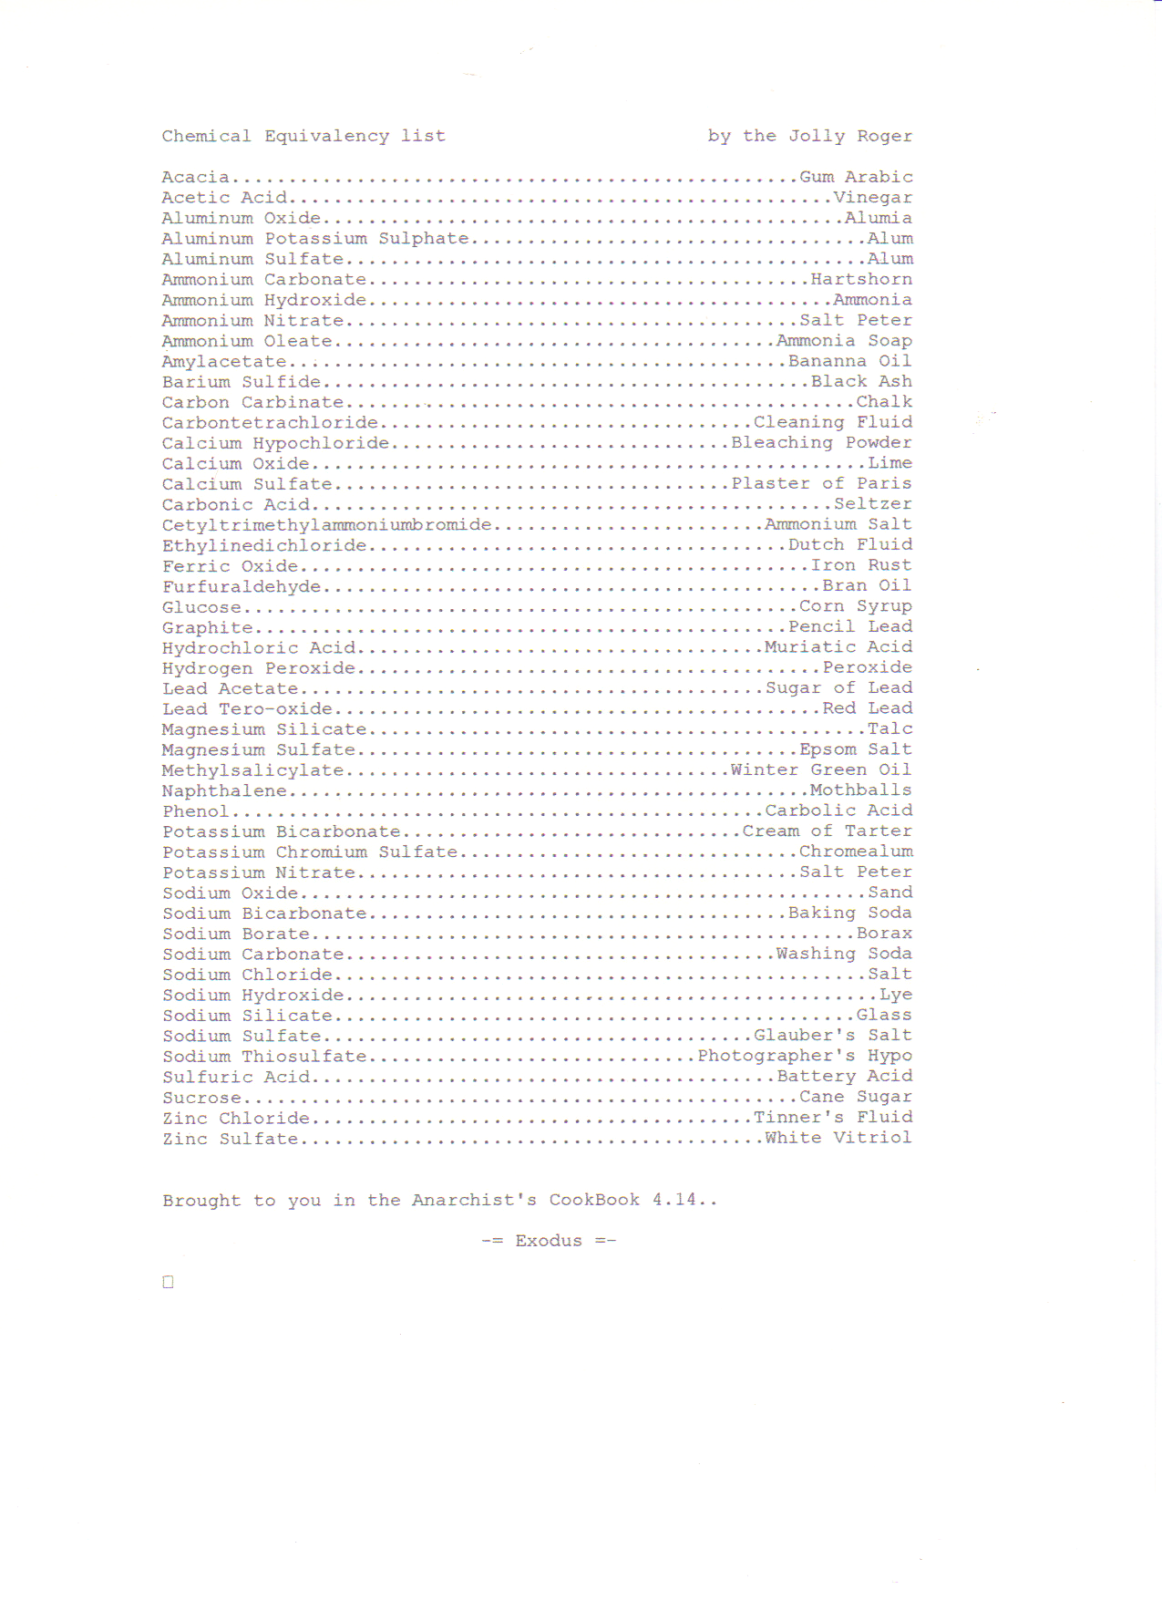 Chemical Equivalency list by the Jolly Roger
Acacia..................................................Gum Arabic
Acetic Acid................................................Vinegar
Aluminum Oxide..............................................Alumia
Aluminum Potassium Sulphate...................................Alum
Aluminum Sulfate..............................................Alum
Ammonium Carbonate.......................................Hartshorn
Ammonium Hydroxide.........................................Ammonia
Ammonium Nitrate........................................Salt Peter
Ammonium Oleate.......................................Ammonia Soap
Amylacetate............................................Bananna Oil
Barium Sulfide...........................................Black Ash
Carbon Carbinate.............................................Chalk
Carbontetrachloride.................................Cleaning Fluid
Calcium Hypochloride..............................Bleaching Powder
Calcium Oxide.................................................Lime
Calcium Sulfate...................................Plaster of Paris
Carbonic Acid..............................................Seltzer
Cetyltrimethylammoniumbromide........................Ammonium Salt
Ethylinedichloride.....................................Dutch Fluid
Ferric Oxide.............................................Iron Rust
Furfuraldehyde............................................Bran Oil
Glucose.................................................Corn Syrup
Graphite...............................................Pencil Lead
Hydrochloric Acid....................................Muriatic Acid
Hydrogen Peroxide.........................................Peroxide
Lead Acetate.........................................Sugar of Lead
Lead Tero-oxide...........................................Red Lead
Magnesium Silicate............................................Talc
Magnesium Sulfate.......................................Epsom Salt
Methylsalicylate..................................Winter Green Oil
Naphthalene..............................................Mothballs
Phenol...............................................Carbolic Acid
Potassium Bicarbonate..............................Cream of Tarter
Potassium Chromium Sulfate..............................Chromealum
Potassium Nitrate.......................................Salt Peter
Sodium Oxide..................................................Sand
Sodium Bicarbonate.....................................Baking Soda
Sodium Borate................................................Borax
Sodium Carbonate......................................Washing Soda
Sodium Chloride...............................................Salt
Sodium Hydroxide...............................................Lye
Sodium Silicate..............................................Glass
Sodium Sulfate......................................Glauber's Salt
Sodium Thiosulfate.............................Photographer's Hypo
Sulfuric Acid.........................................Battery Acid
Sucrose.................................................Cane Sugar
Zinc Chloride.......................................Tinner's Fluid
Zinc Sulfate.........................................White Vitriol
Brought to you in the Anarchist's CookBook 4.14..
-= Exodus =-